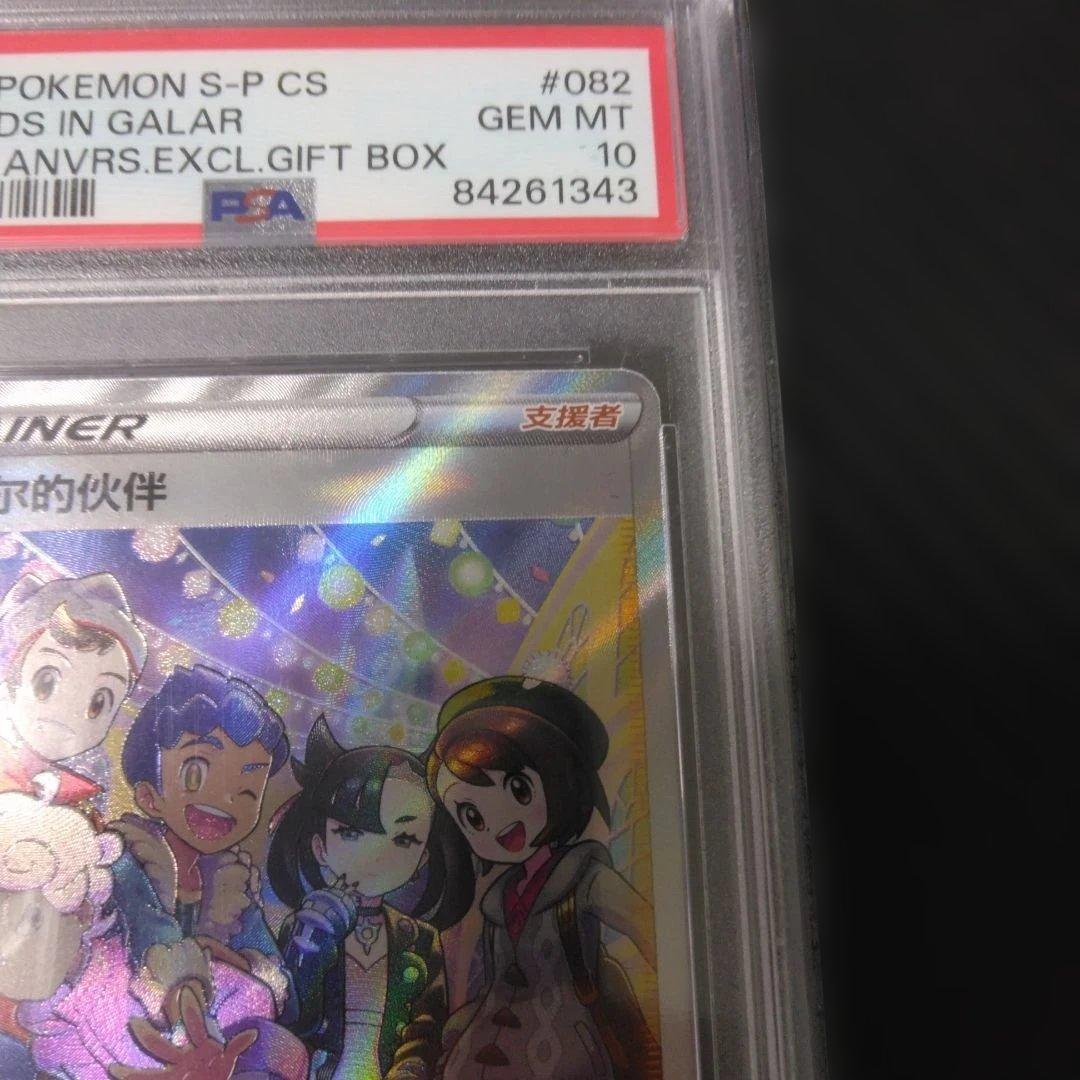 POKEMON S-P CS #082
DS IN GALAR GEM MT
ANVRS.EXCL.GIFT BOX 10
PSA 84261343
INER 支援者
尔的伙伴